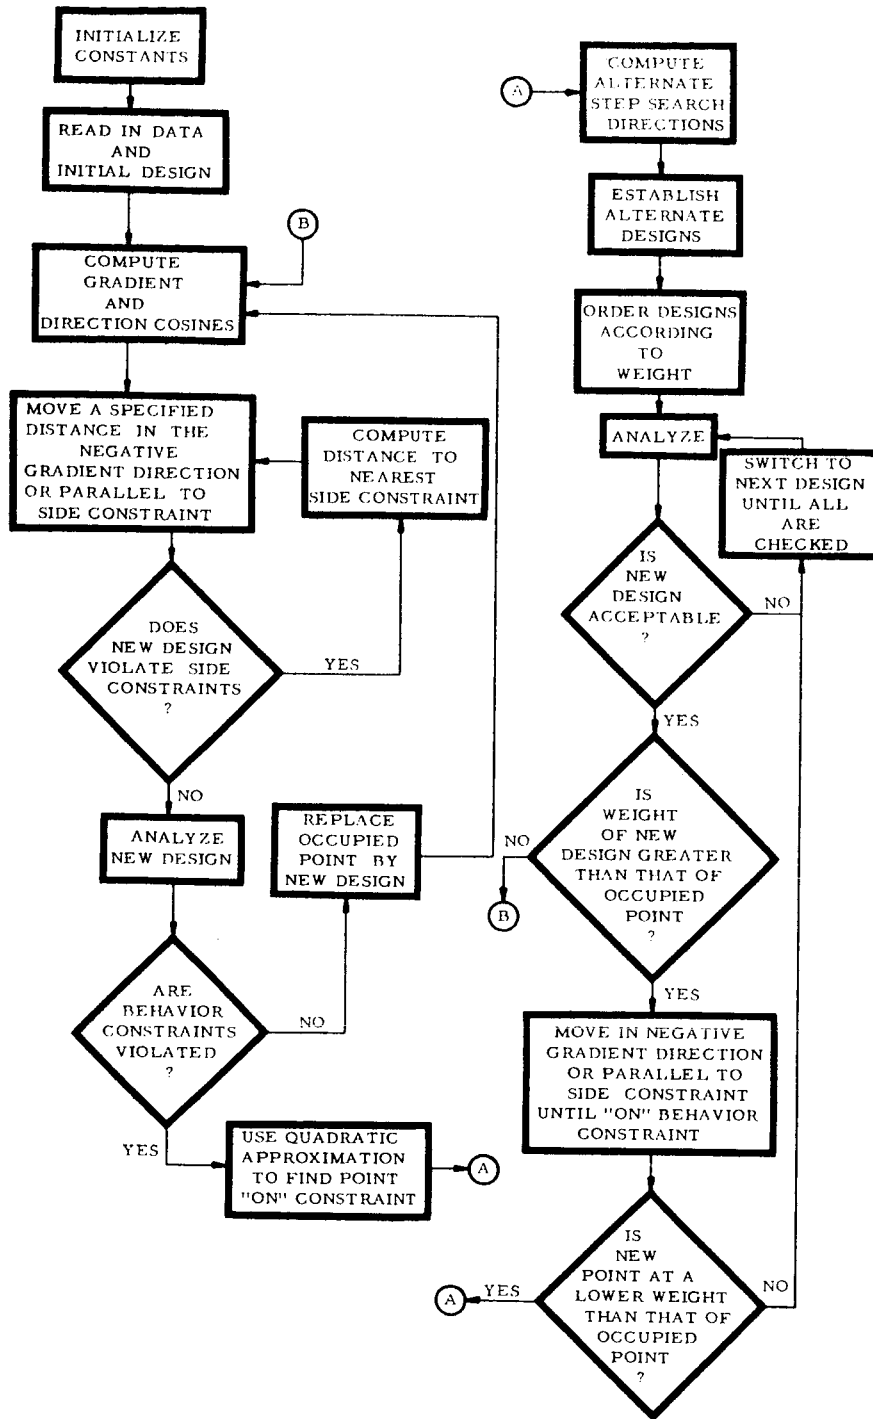 INITIALIZE
CONSTANTS
READ IN DATA
AND
INITIAL DESIGN
B
COMPUTE
GRADIENT
AND
DIRECTION COSINES
MOVE A SPECIFIED
DISTANCE IN THE
NEGATIVE
GRADIENT DIRECTION
OR PARALLEL TO
SIDE CONSTRAINT
COMPUTE
DISTANCE TO
NEAREST
SIDE CONSTRAINT
DOES
NEW DESIGN
VIOLATE SIDE
CONSTRAINTS
?
YES
NO
ANALYZE
NEW DESIGN
REPLACE
OCCUPIED
POINT BY
NEW DESIGN
ARE
BEHAVIOR
CONSTRAINTS
VIOLATED
?
NO
YES
USE QUADRATIC
APPROXIMATION
TO FIND POINT
"ON" CONSTRAINT
A
A
COMPUTE
ALTERNATE
STEP SEARCH
DIRECTIONS
ESTABLISH
ALTERNATE
DESIGNS
ORDER DESIGNS
ACCORDING
TO
WEIGHT
ANALYZE
SWITCH TO
NEXT DESIGN
UNTIL ALL
ARE
CHECKED
IS
NEW
DESIGN
ACCEPTABLE
?
NO
YES
IS
WEIGHT
OF NEW
DESIGN GREATER
THAN THAT OF
OCCUPIED
POINT
?
NO
B
YES
MOVE IN NEGATIVE
GRADIENT DIRECTION
OR PARALLEL TO
SIDE CONSTRAINT
UNTIL "ON" BEHAVIOR
CONSTRAINT
IS
NEW
POINT AT A
LOWER WEIGHT
THAN THAT OF
OCCUPIED
POINT
?
NO
YES
A